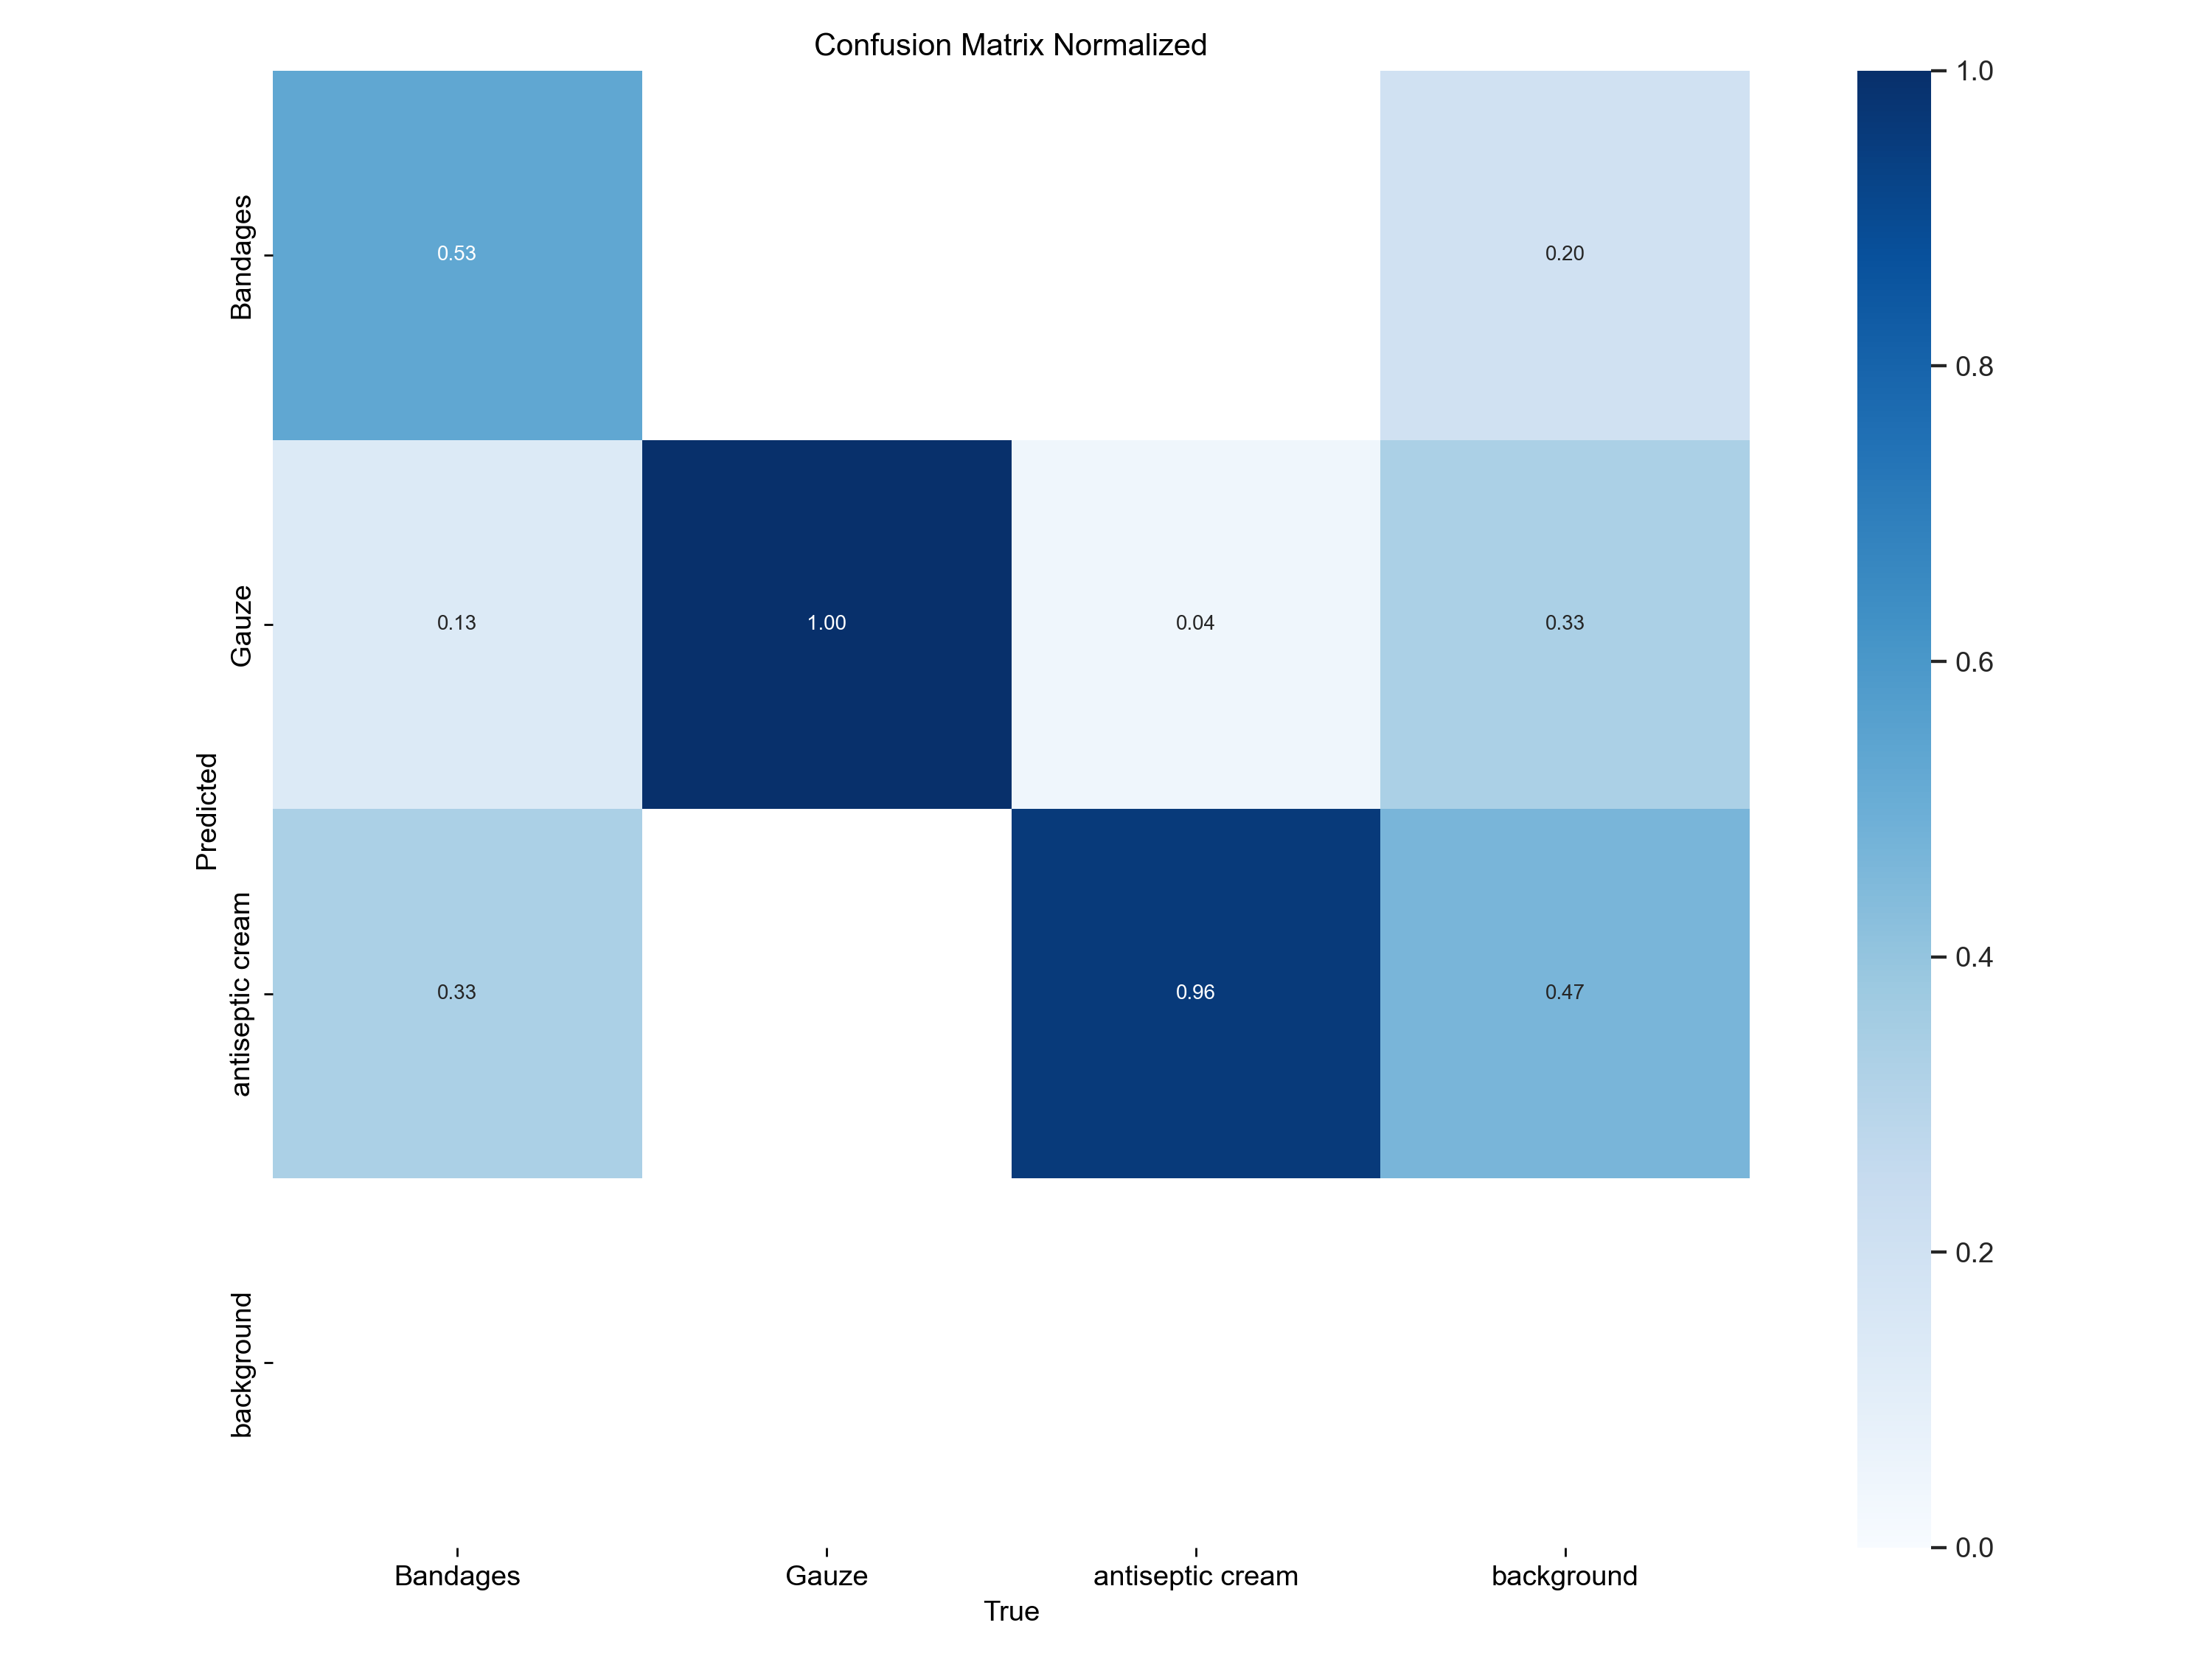 Confusion Matrix Normalized
1.0
0.8
0.6
0.4
0.2
0.0
Predicted
Bandages
0.53
0.20
Gauze
0.13
1.00
0.04
0.33
antiseptic cream
0.33
0.96
0.47
background
Bandages
Gauze
antiseptic cream
background
True